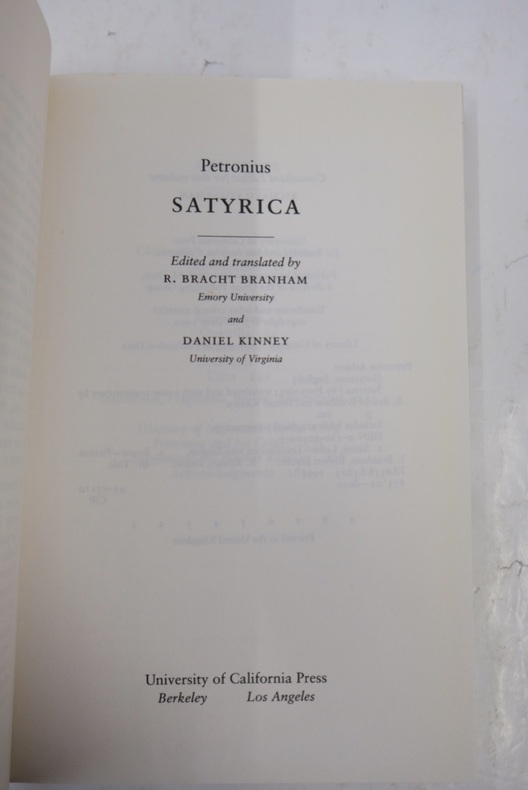 Petronius
SATYRICA
Edited and translated by
R. BRACHT BRANHAM
Emory University
and
DANIEL KINNEY
University of Virginia
University of California Press
Berkeley Los Angeles